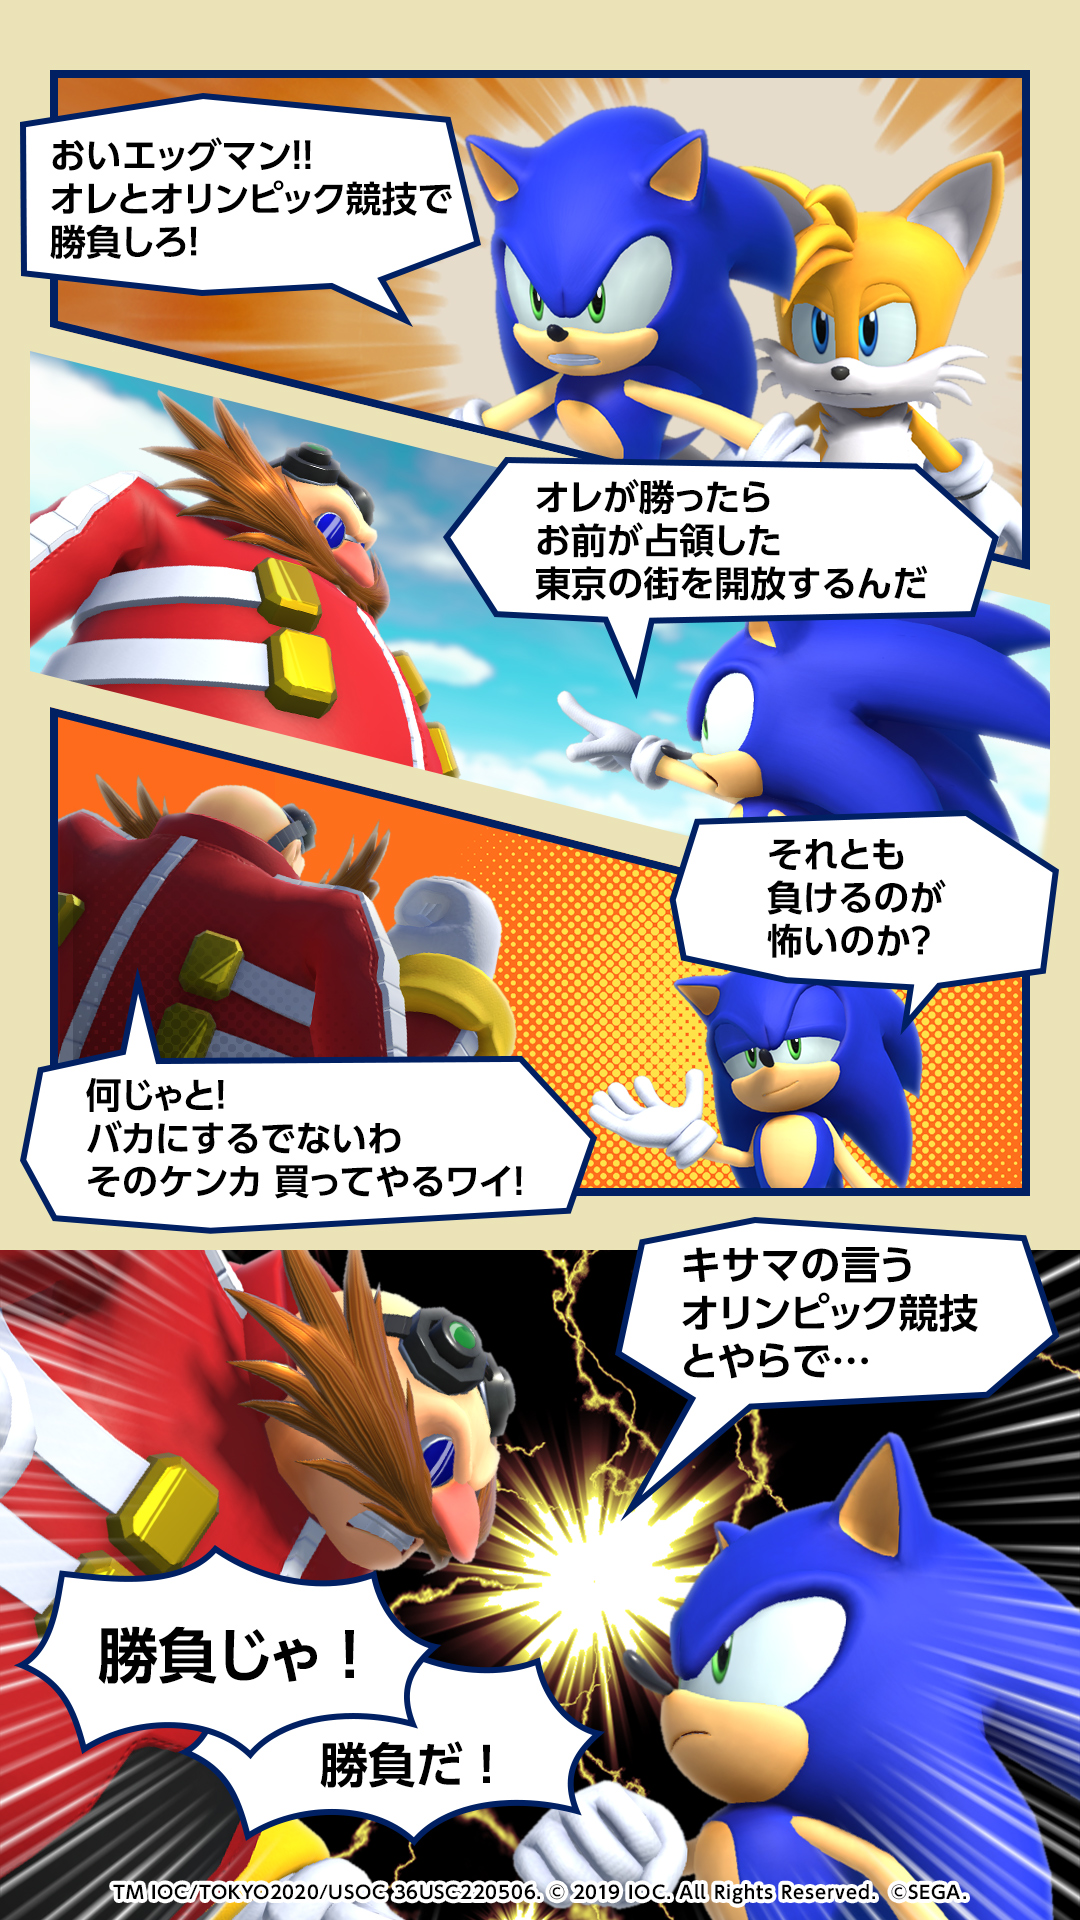 おいエッグマン!!
オレとオリンピック競技で
勝負しろ!
オレが勝ったら
お前が占領した
東京の街を開放するんだ
それとも
負けるのが
怖いのか?
何じゃと!
バカにするでないわ
そのケンカ 買ってやるワイ!
キサマの言う
オリンピック競技
とやらで…
勝負じゃ！
勝負だ！
TM IOC/TOKYO2020/USOC 36USC220506. © 2019 IOC. All Rights Reserved. ©SEGA.